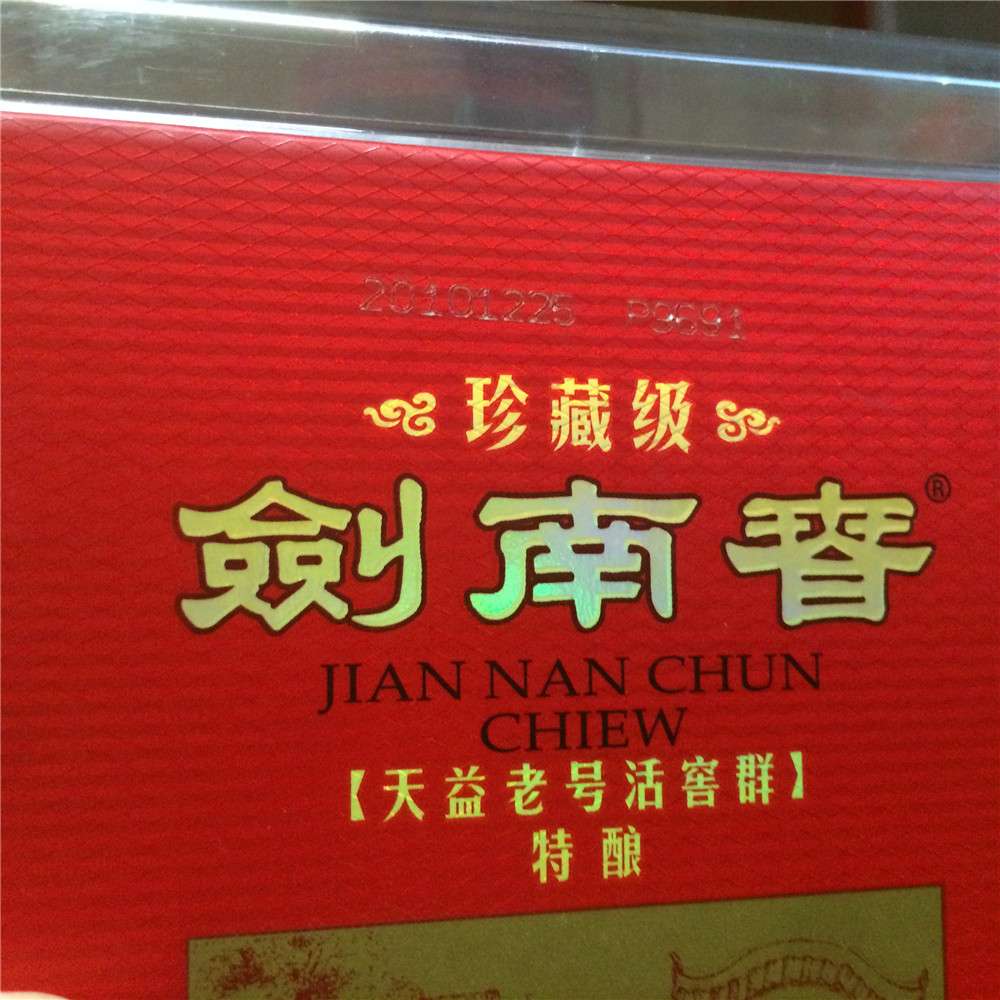 20101225 P9691
珍藏级
劍南春®
JIAN NAN CHUN
CHIEW
【天益老号活窖群】
特酿